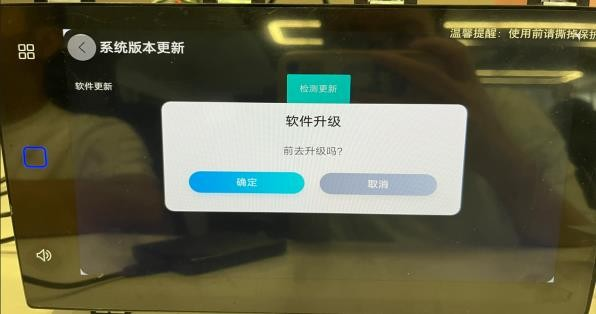 温馨提醒：使用前请撕掉保护
系统版本更新
软件更新
检测更新
软件升级
前去升级吗?
确定
取消